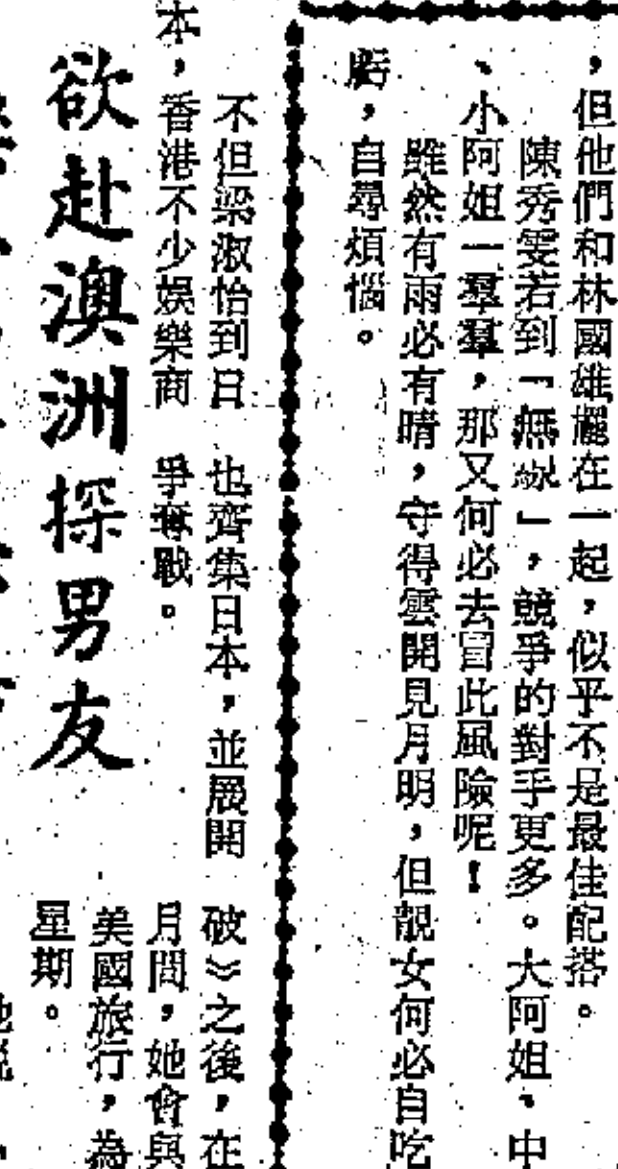 ，但他們和林國雄擺在一起，似乎不是最佳配搭。
陳秀雯若到「無綫」，競爭的對手更多。大阿姐、中
、小阿姐一羣羣，那又何必去冒此風險呢！
雖然有雨必有晴，守得雲開見月明，但靚女何必自吃
虧，自尋煩惱。
不但梁淑怡到日
本，香港不少娛樂商
也齊集日本，並展開
爭奪戰。
欲赴澳洲探男友
破》之後，在
月間，她會與
美國旅行，為
星期。